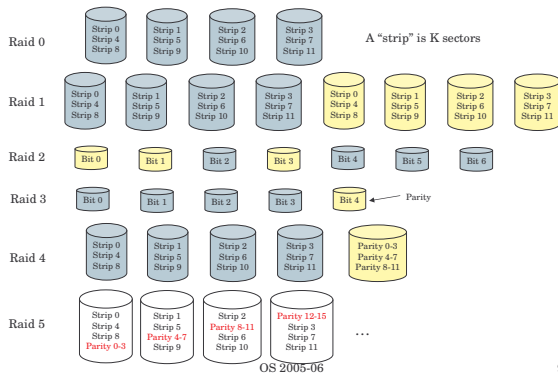 Raid 0
Strip 0
Strip 4
Strip 8
Strip 1
Strip 5
Strip 9
Strip 2
Strip 6
Strip 10
Strip 3
Strip 7
Strip 11
A “strip” is K sectors
Raid 1
Strip 0
Strip 4
Strip 8
Strip 1
Strip 5
Strip 9
Strip 2
Strip 6
Strip 10
Strip 3
Strip 7
Strip 11
Strip 0
Strip 4
Strip 8
Strip 1
Strip 5
Strip 9
Strip 2
Strip 6
Strip 10
Strip 3
Strip 7
Strip 11
Raid 2
Bit 0
Bit 1
Bit 2
Bit 3
Bit 4
Bit 5
Bit 6
Raid 3
Bit 0
Bit 1
Bit 2
Bit 3
Bit 4
Parity
Raid 4
Strip 0
Strip 4
Strip 8
Strip 1
Strip 5
Strip 9
Strip 2
Strip 6
Strip 10
Strip 3
Strip 7
Strip 11
Parity 0-3
Parity 4-7
Parity 8-11
Raid 5
Strip 0
Strip 4
Strip 8
Parity 0-3
Strip 1
Strip 5
Parity 4-7
Strip 9
Strip 2
Parity 8-11
Strip 6
Strip 10
Parity 12-15
Strip 3
Strip 7
Strip 11
...
OS 2005-06